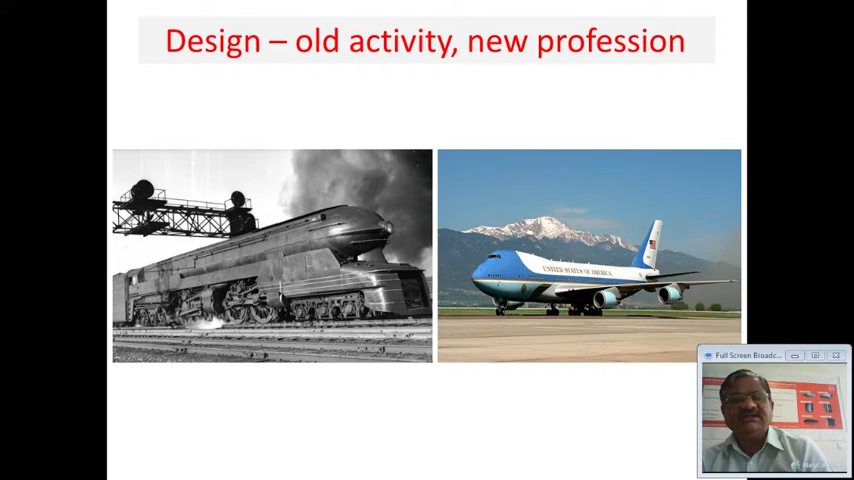 Design – old activity, new profession
UNITED STATES OF AMERICA
Full Screen Broadc...